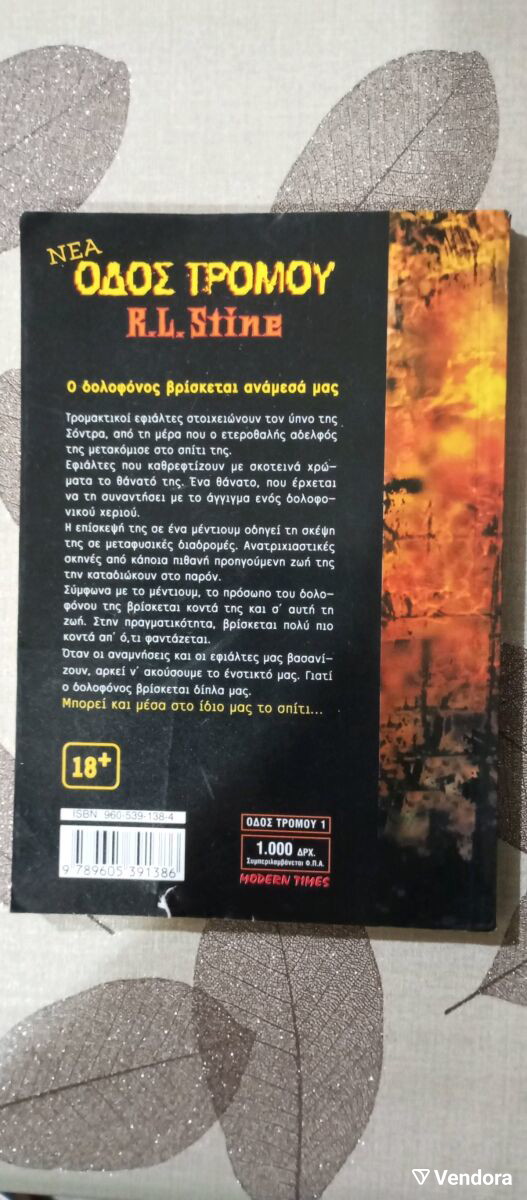 ΝΕΑ
ΟΔΟΣ ΤΡΟΜΟΥ
R.L. Stine
Ο δολοφόνος βρίσκεται ανάμεσά μας
Τρομακτικοί εφιάλτες στοιχειώνουν τον ύπνο της
Σόντρα, από τη μέρα που ο ετεροθαλής αδελφός
της μετακόμισε στο σπίτι της.
Εφιάλτες που καθρεφτίζουν με σκοτεινά χρώ-
ματα το θάνατό της. Ένα θάνατο, που έρχεται
να τη συναντήσει με το άγγιγμα ενός δολοφο-
νικού χεριού.
Η επίσκεψή της σε ένα μέντιουμ οδηγεί τη σκέψη
της σε μεταφυσικές διαδρομές. Ανατριχιαστικές
σκηνές από κάποια πιθανή προηγούμενη ζωή της
την καταδιώκουν στο παρόν.
Σύμφωνα με το μέντιουμ, το πρόσωπο του δολο-
φόνου της βρίσκεται κοντά της και σ' αυτή τη
ζωή. Στην πραγματικότητα, βρίσκεται πολύ πιο
κοντά απ' ό,τι φαντάζεται.
Όταν οι αναμνήσεις και οι εφιάλτες μας βασανί-
ζουν, αρκεί ν' ακούσουμε το ένστικτό μας. Γιατί
ο δολοφόνος βρίσκεται δίπλα μας.
Μπορεί και μέσα στο ίδιο μας το σπίτι...
18+
ISBN 960-539-138-4
9 789605 391386
ΟΔΟΣ ΤΡΟΜΟΥ 1
1.000 ΔΡΧ.
Συμπεριλαμβάνεται Φ.Π.Α.
MODERN TIMES
Vendora